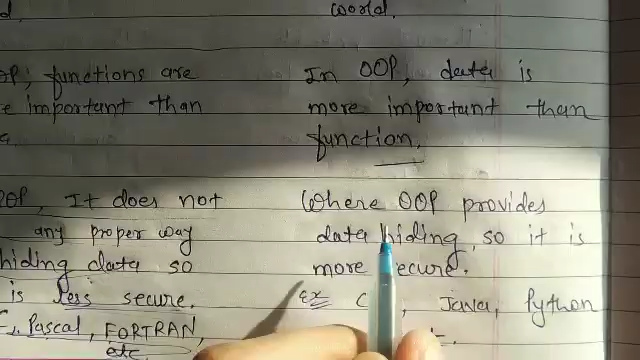 world.
functions are
important than
In OOP, data is
more important than
function.
It does not
any proper way
hiding data so
is less secure.
Pascal, FORTRAN,
etc.
Where OOP provides
data hiding, so it is
more secure.
Ex
Java, Python